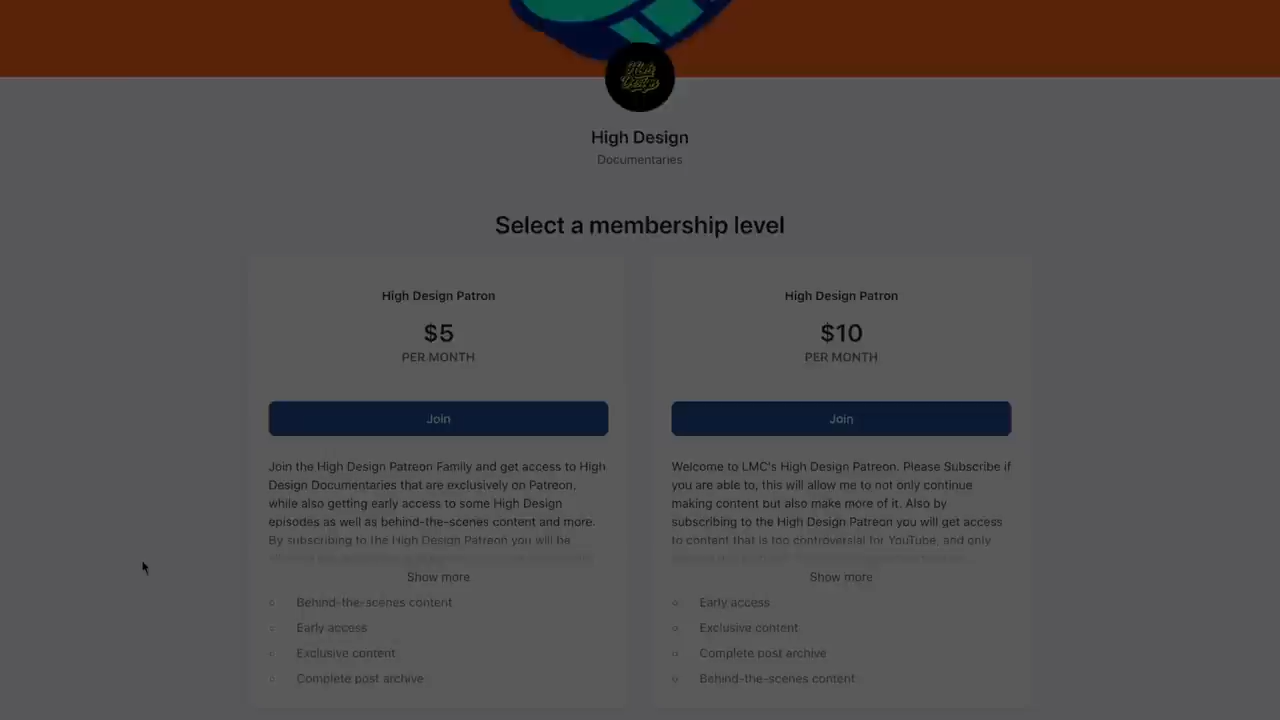 High Design
High Design
Documentaries
Select a membership level
High Design Patron
$5
PER MONTH
Join
Join the High Design Patreon Family and get access to High
Design Documentaries that are exclusively on Patreon,
while also getting early access to some High Design
episodes as well as behind-the-scenes content and more.
By subscribing to the High Design Patreon you will be
Show more
Behind-the-scenes content
Early access
Exclusive content
Complete post archive
High Design Patron
$10
PER MONTH
Join
Welcome to LMC's High Design Patreon. Please Subscribe if
you are able to, this will allow me to not only continue
making content but also make more of it. Also by
subscribing to the High Design Patreon you will get access
to content that is too controversial for YouTube, and only
Show more
Early access
Exclusive content
Complete post archive
Behind-the-scenes content